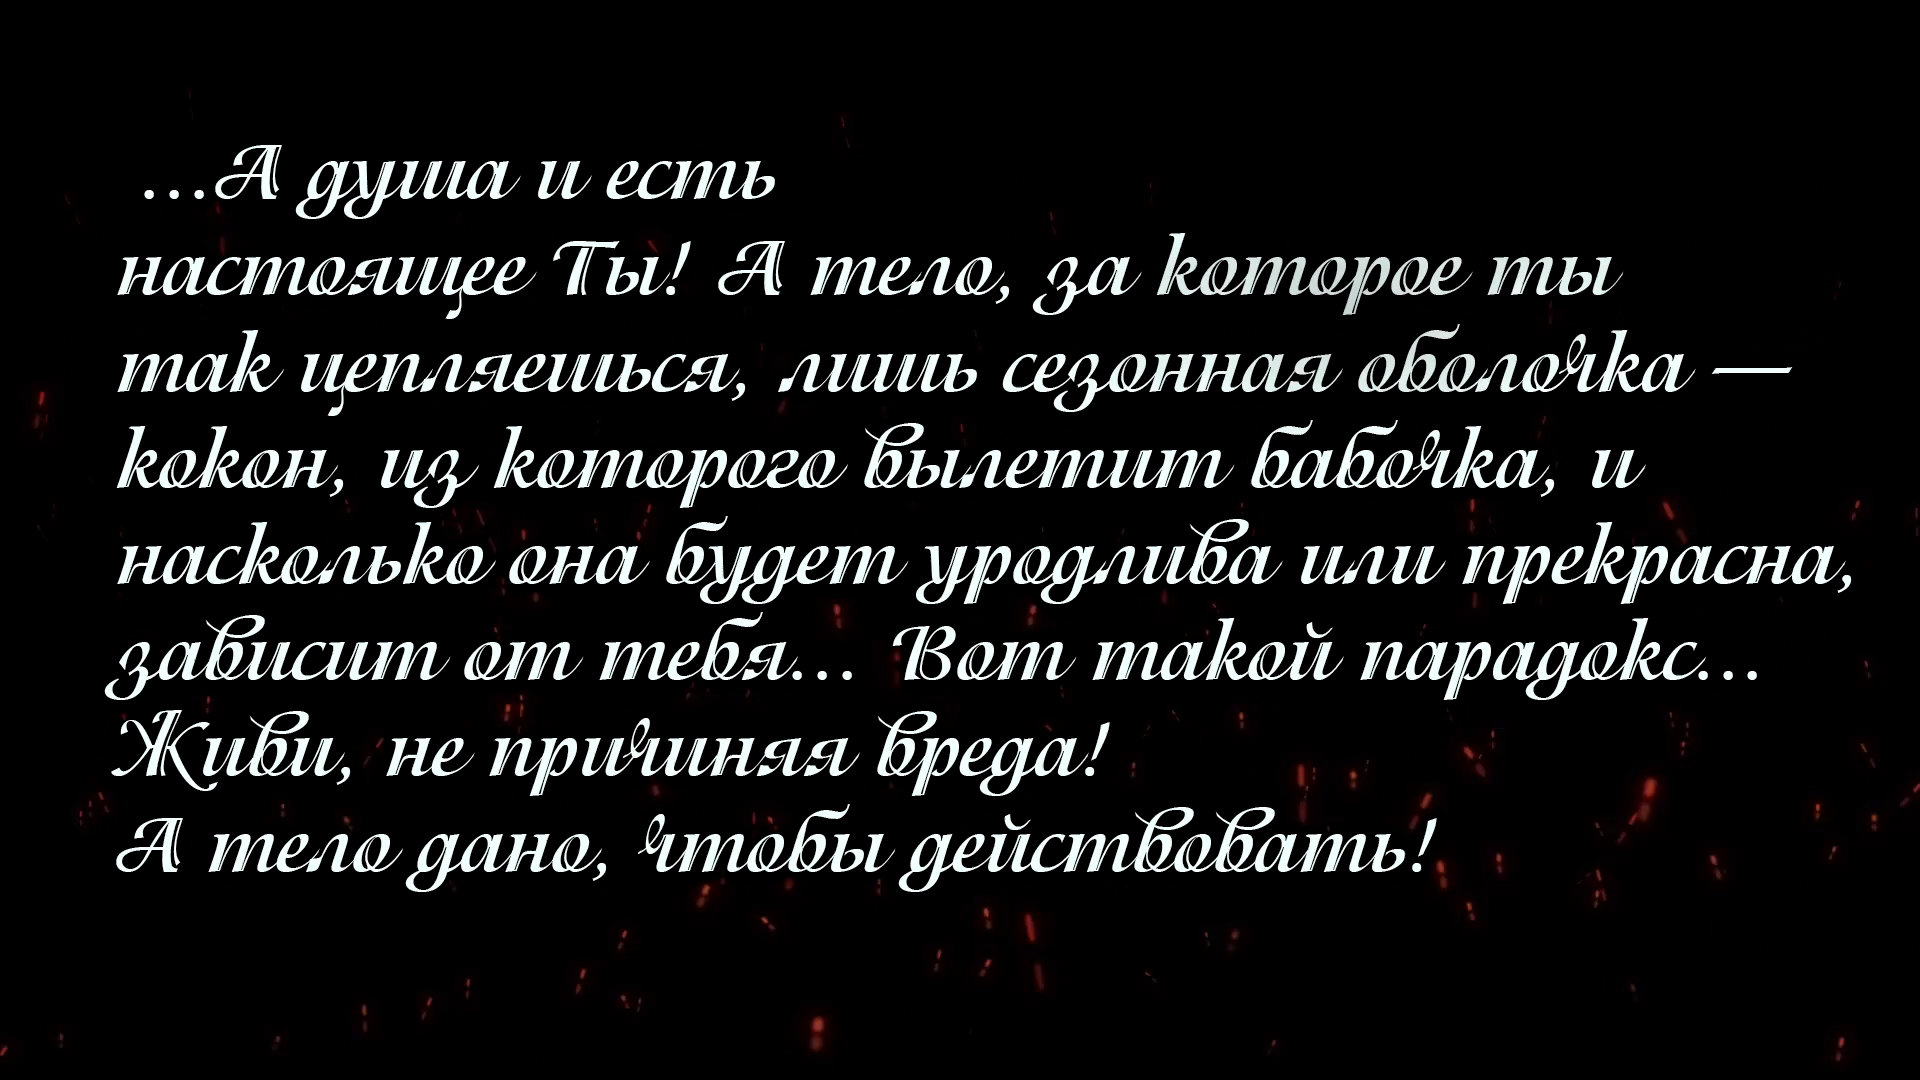 ...А душа и есть
настоящее Ты! А тело, за которое ты
так цепляешься, лишь сезонная оболочка —
кокон, из которого вылетит бабочка, и
насколько она будет уродлива или прекрасна,
зависит от тебя... Вот такой парадокс...
Живи, не причиняя вреда!
А тело дано, чтобы действовать!